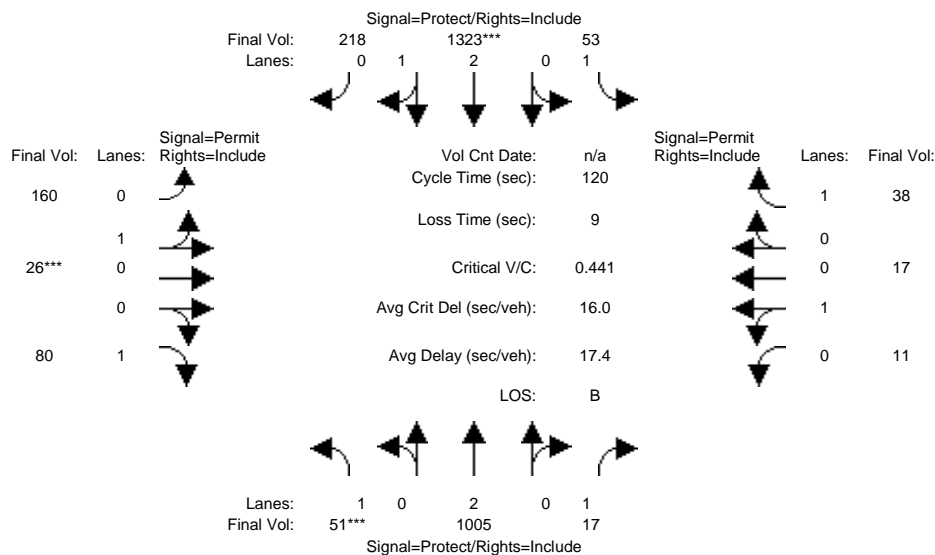 Signal=Protect/Rights=Include
Final Vol: 218 1323*** 53
Lanes: 0 1 2 0 1
Signal=Permit
Final Vol: Lanes: Rights=Include
Vol Cnt Date: n/a
Signal=Permit
Rights=Include Lanes: Final Vol:
Cycle Time (sec): 120
160 0
1 38
Loss Time (sec): 9
1
0
26*** 0
Critical V/C: 0.441
0 17
0
Avg Crit Del (sec/veh): 16.0
1
80 1
Avg Delay (sec/veh): 17.4
0 11
LOS: B
Lanes: 1 0 2 0 1
Final Vol: 51*** 1005 17
Signal=Protect/Rights=Include